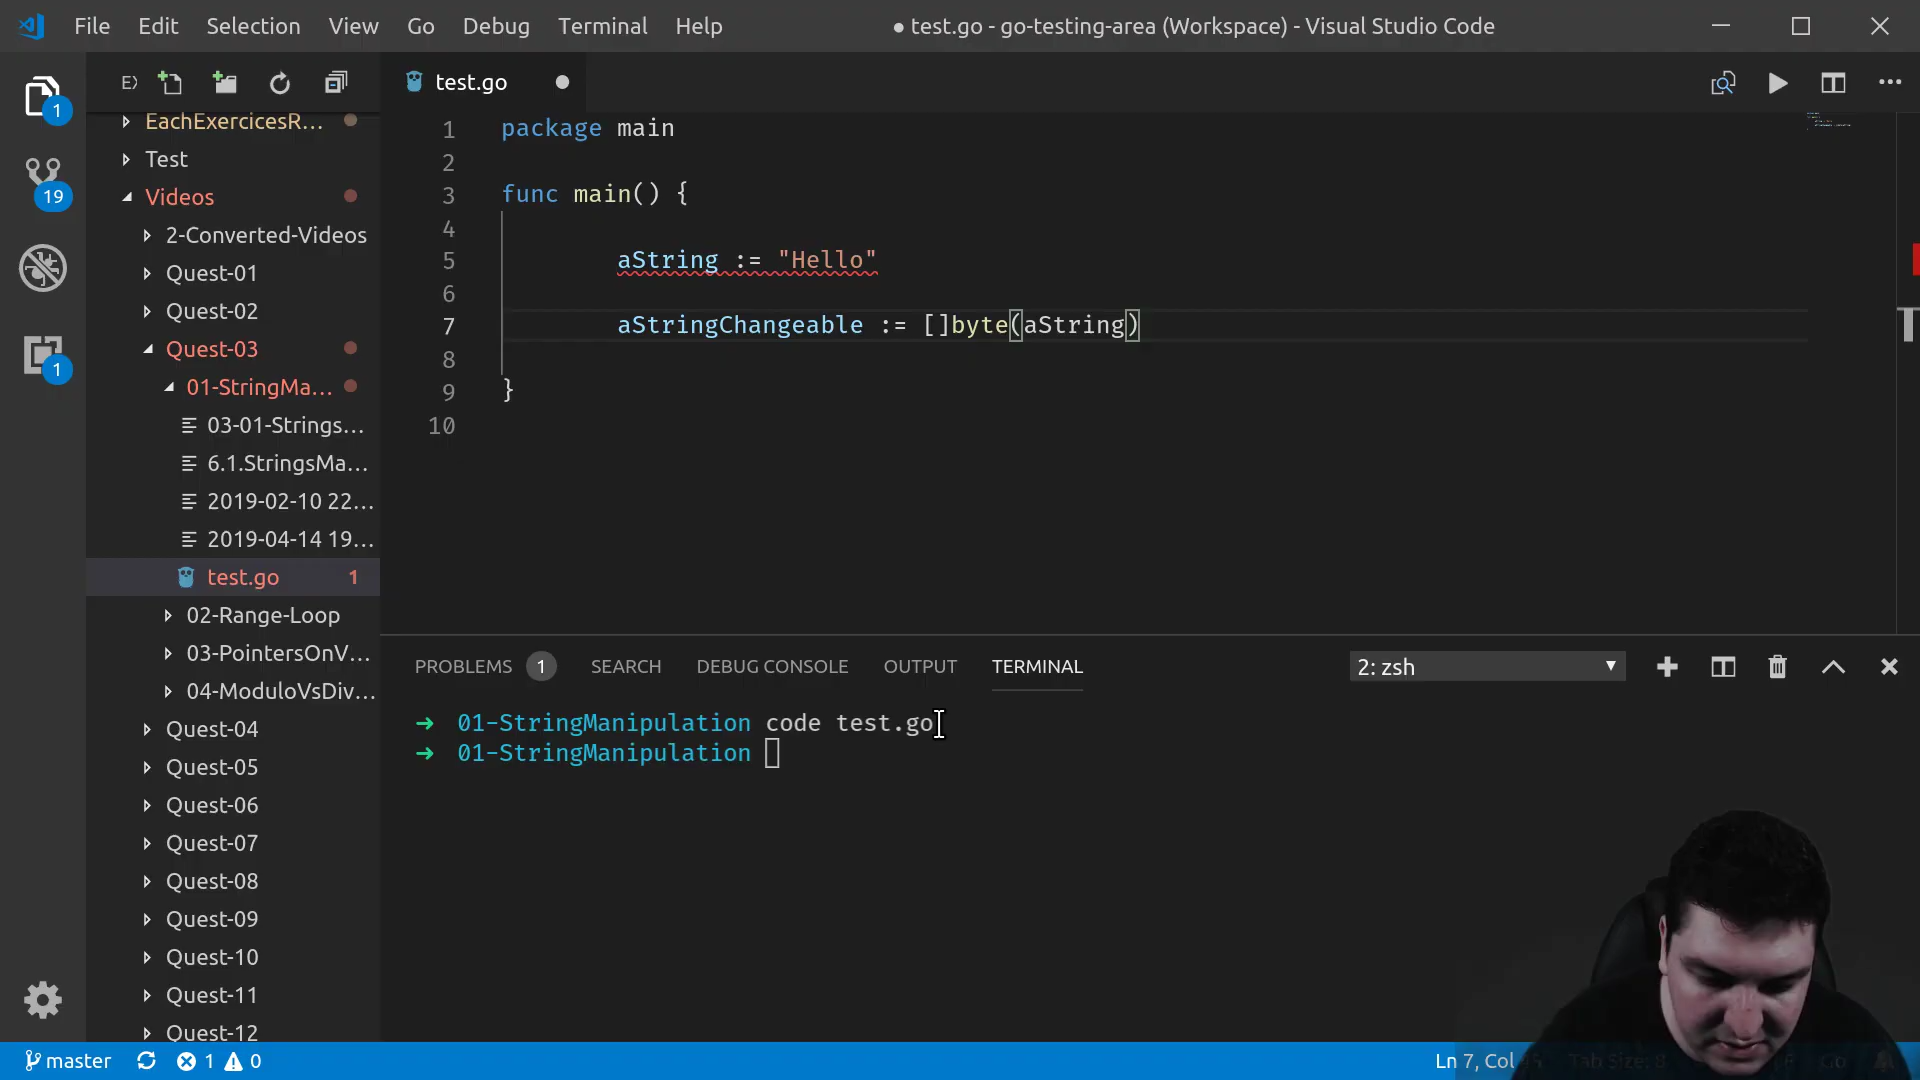 File Edit Selection View Go Debug Terminal Help
● test.go - go-testing-area (Workspace) - Visual Studio Code
test.go
EachExercicesR...
Test
Videos
2-Converted-Videos
Quest-01
Quest-02
Quest-03
01-StringMa...
03-01-Strings...
6.1.StringsMa...
2019-02-10 22...
2019-04-14 19...
test.go 1
02-Range-Loop
03-PointersOnV...
04-ModuloVsDiv...
Quest-04
Quest-05
Quest-06
Quest-07
Quest-08
Quest-09
Quest-10
Quest-11
Quest-12
1
19
1
1 package main
2
3 func main() {
4
5 aString := "Hello"
6
7 aStringChangeable := []byte(aString)
8
9 }
10
PROBLEMS 1 SEARCH DEBUG CONSOLE OUTPUT TERMINAL 2: zsh
→ 01-StringManipulation code test.go
→ 01-StringManipulation
master 1 0 Ln 7, Col Tab Size: 8 Go